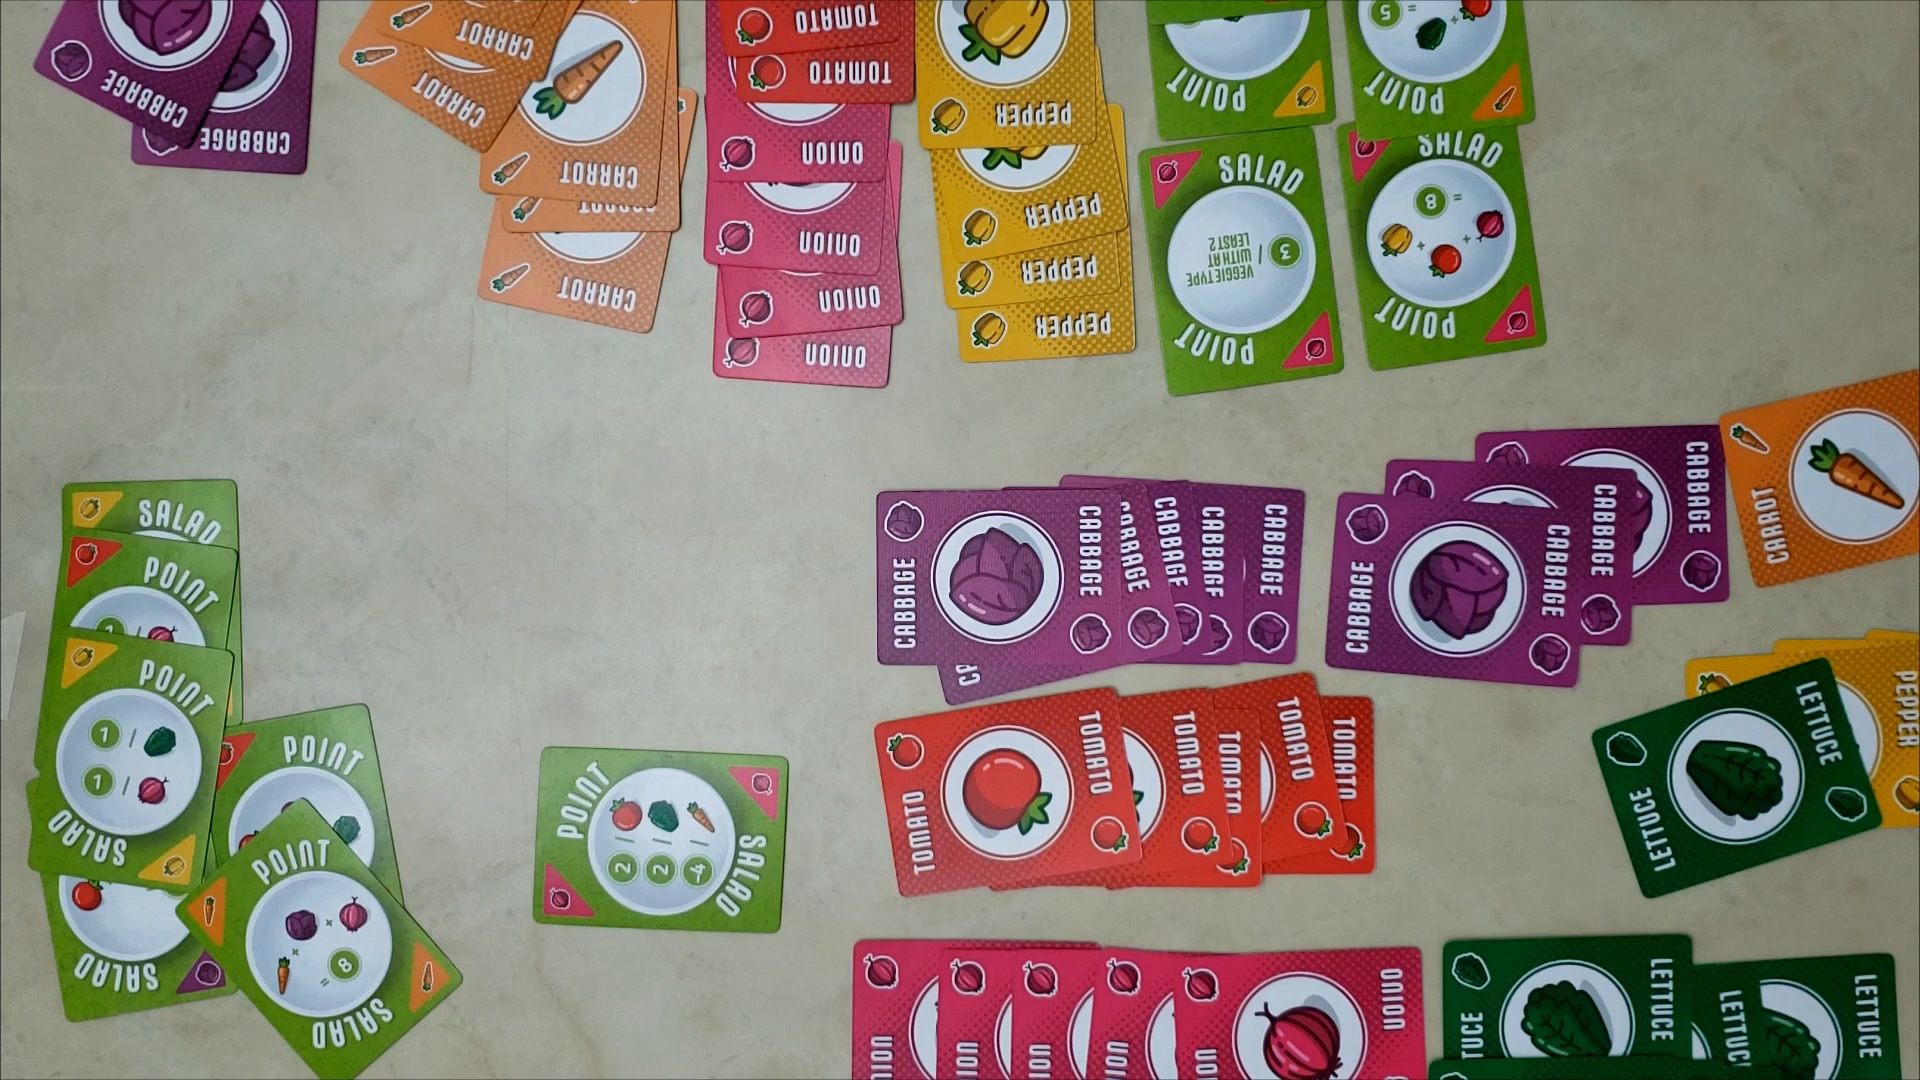 CABBAGE
CABBAGE
CARROT
CARROT
CARROT
CARROT
CARROT
TOMATO
TOMATO
ONION
ONION
ONION
ONION
PEPPER
PEPPER
PEPPER
PEPPER
POINT
POINT
5 =
SALAD
3 / VEGGIE TYPE
WITH AT
LEAST 2
POINT
SALAD
+ + = 8
POINT
SALAD
POINT
1 /
POINT
1 /
1 /
SALAD
SALAD
POINT
POINT
+ + = 8
SALAD
POINT
2 2 -4
SALAD
CABBAGE
CABBAGE
CABBAGE
CABBAGE
CABBAGE
CABBAGE
CABBAGE
CABBAGE
CABBAGE
CABBAGE
CARROT
TOMATO
TOMATO
TOMATO
TOMATO
TOMATO
TOMATO
PEPPER
LETTUCE
LETTUCE
ONION
LETTUCE
LETTUCE